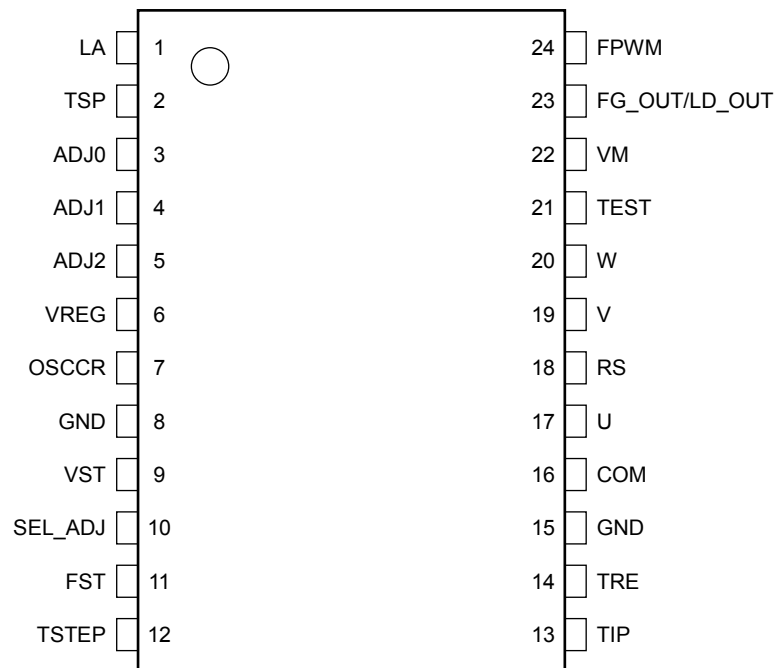 LA 1 24 FPWM
TSP 2 23 FG_OUT/LD_OUT
ADJ0 3 22 VM
ADJ1 4 21 TEST
ADJ2 5 20 W
VREG 6 19 V
OSCCR 7 18 RS
GND 8 17 U
VST 9 16 COM
SEL_ADJ 10 15 GND
FST 11 14 TRE
TSTEP 12 13 TIP